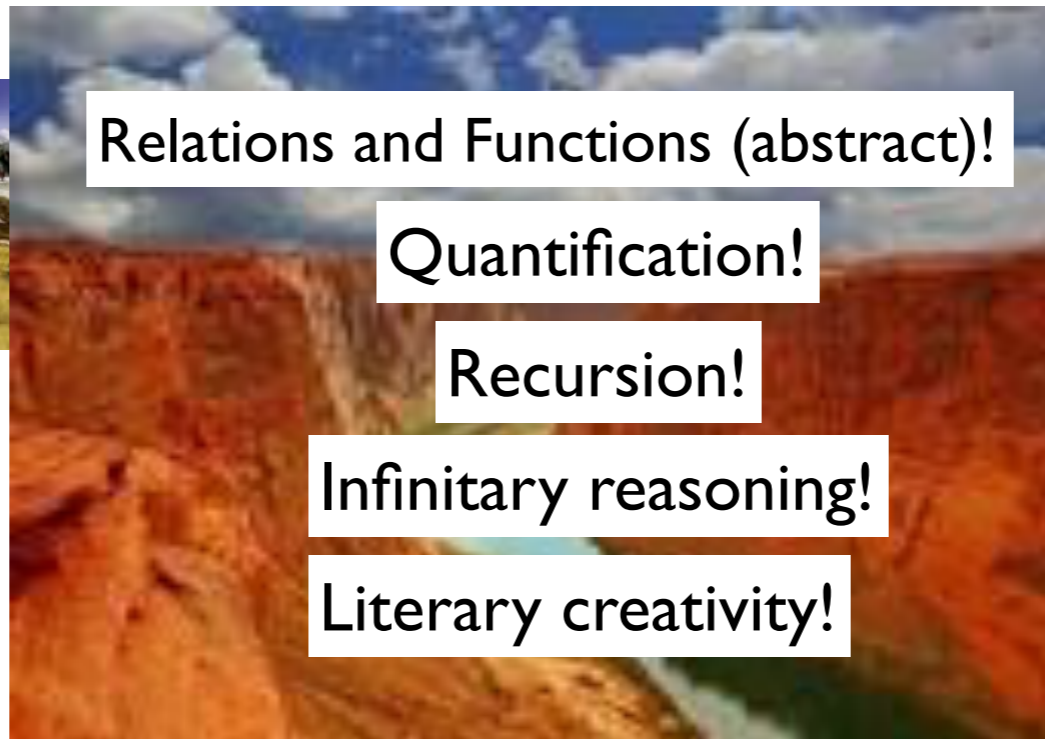 Relations and Functions (abstract)!
Quantification!
Recursion!
Infinitary reasoning!
Literary creativity!